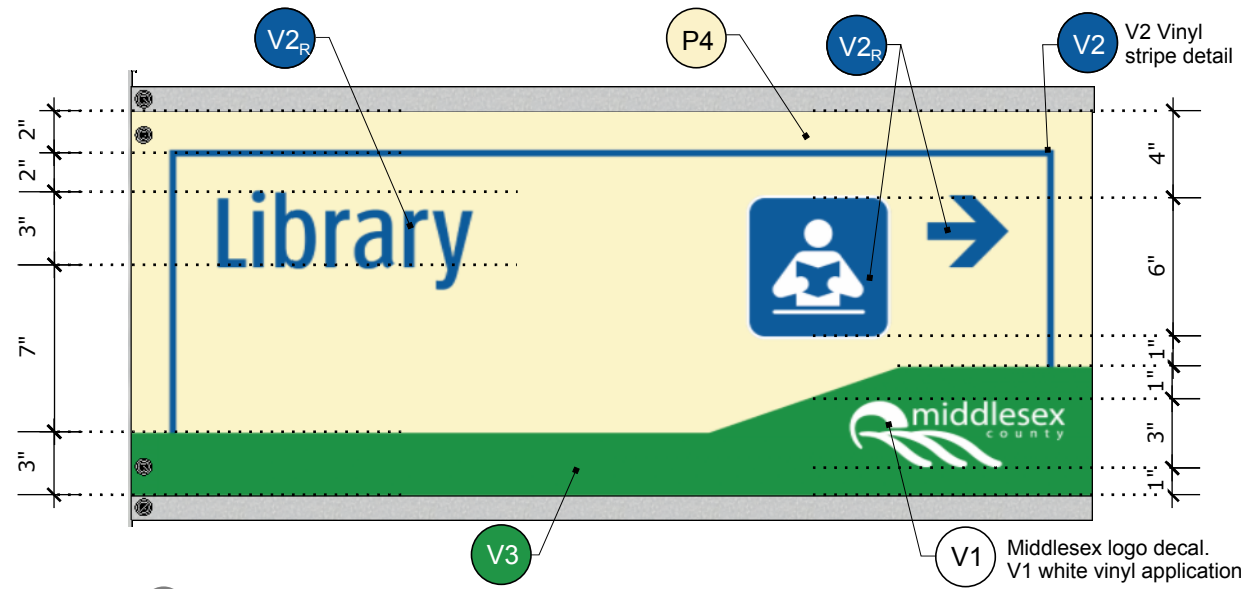 V2R
P4
V2R
V2
V2 Vinyl
stripe detail
2"
2"
3"
7"
3"
4"
6"
1"
1"
3"
1"
Library
middlesex
county
V3
V1
Middlesex logo decal.
V1 white vinyl application